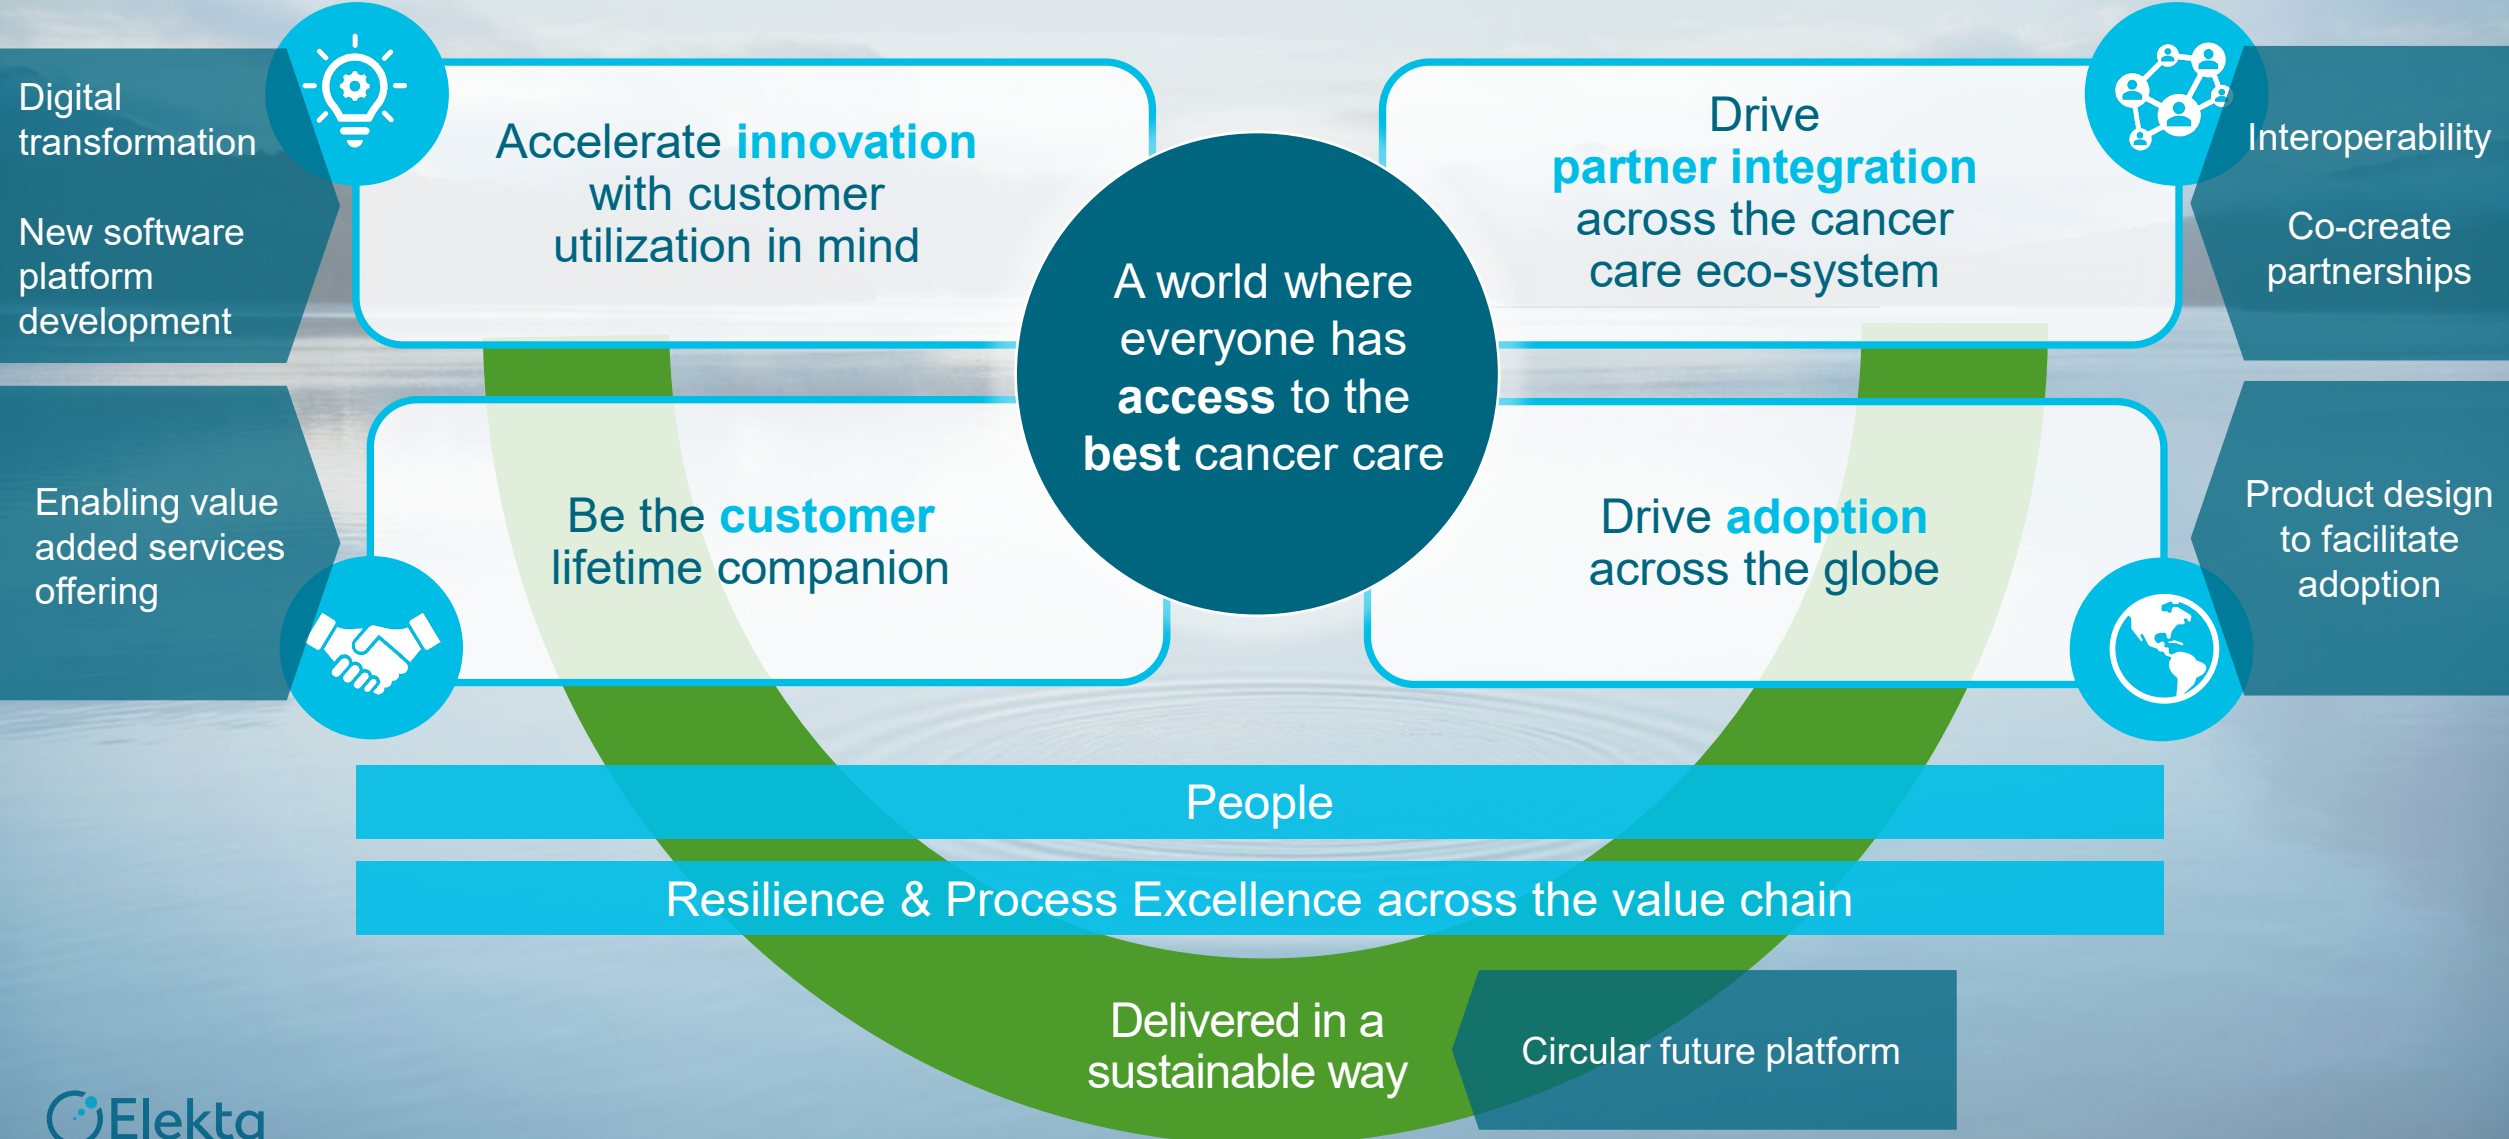 Digital
transformation
New software
platform
development
Accelerate innovation
with customer
utilization in mind
Drive
partner integration
across the cancer
care eco-system
Interoperability
Co-create
partnerships
A world where
everyone has
access to the
best cancer care
Enabling value
added services
offering
Be the customer
lifetime companion
Drive adoption
across the globe
Product design
to facilitate
adoption
People
Resilience & Process Excellence across the value chain
Delivered in a
sustainable way
Circular future platform
Elekta